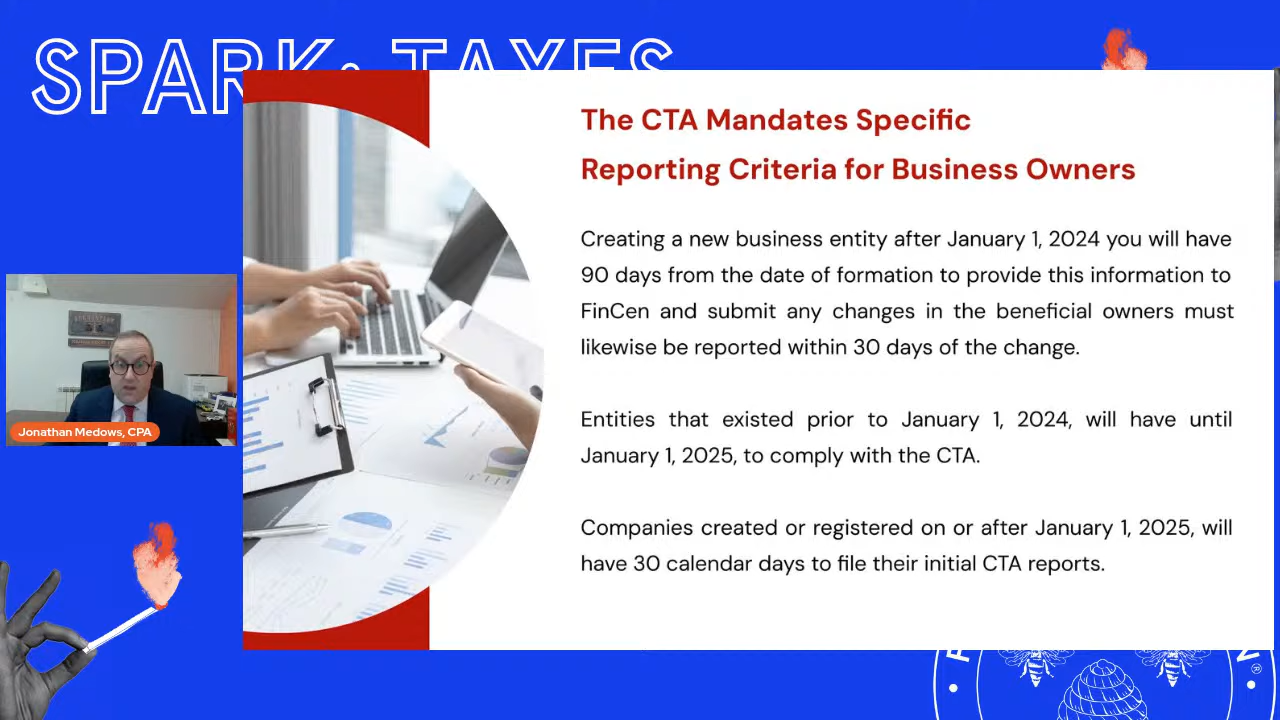 SPARK: TAXES
The CTA Mandates Specific
Reporting Criteria for Business Owners
Creating a new business entity after January 1, 2024 you will have
90 days from the date of formation to provide this information to
FinCen and submit any changes in the beneficial owners must
likewise be reported within 30 days of the change.
Entities that existed prior to January 1, 2024, will have until
January 1, 2025, to comply with the CTA.
Companies created or registered on or after January 1, 2025, will
have 30 calendar days to file their initial CTA reports.
Jonathan Medows, CPA